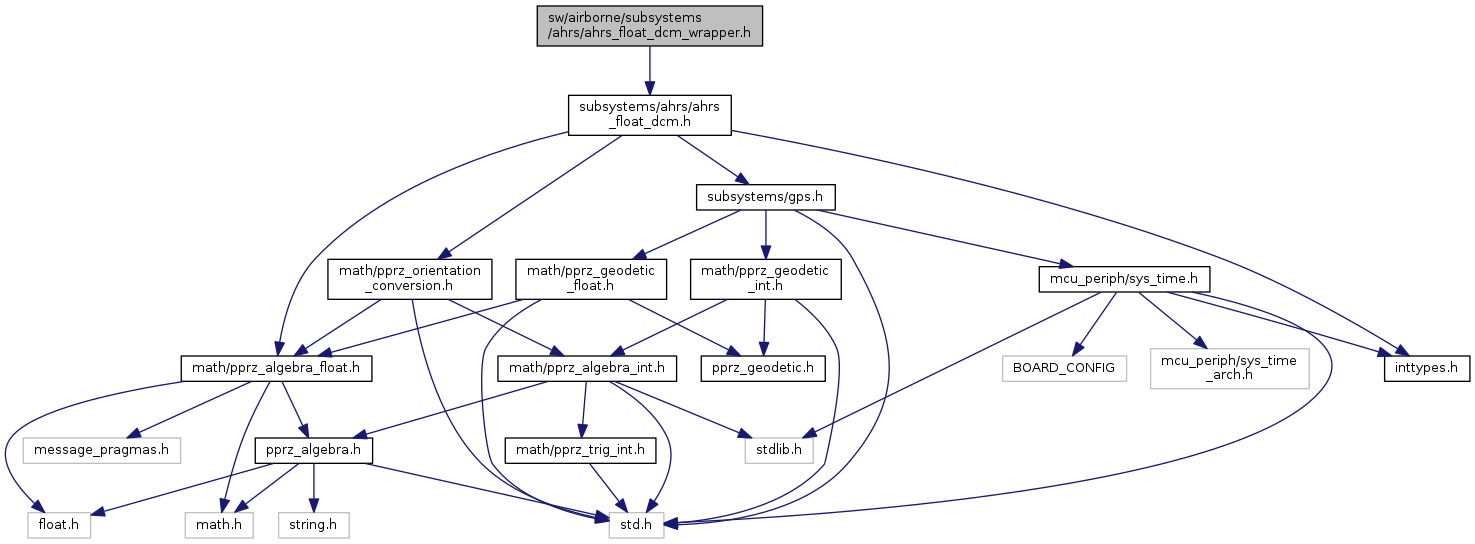 sw/airborne/subsystems
/ahrs/ahrs_float_dcm_wrapper.h
subsystems/ahrs/ahrs
_float_dcm.h
subsystems/gps.h
math/pprz_orientation
_conversion.h
math/pprz_geodetic
_float.h
math/pprz_geodetic
_int.h
mcu_periph/sys_time.h
math/pprz_algebra_float.h
math/pprz_algebra_int.h
pprz_geodetic.h
BOARD_CONFIG
mcu_periph/sys_time
_arch.h
inttypes.h
message_pragmas.h
pprz_algebra.h
math/pprz_trig_int.h
stdlib.h
float.h
math.h
string.h
std.h